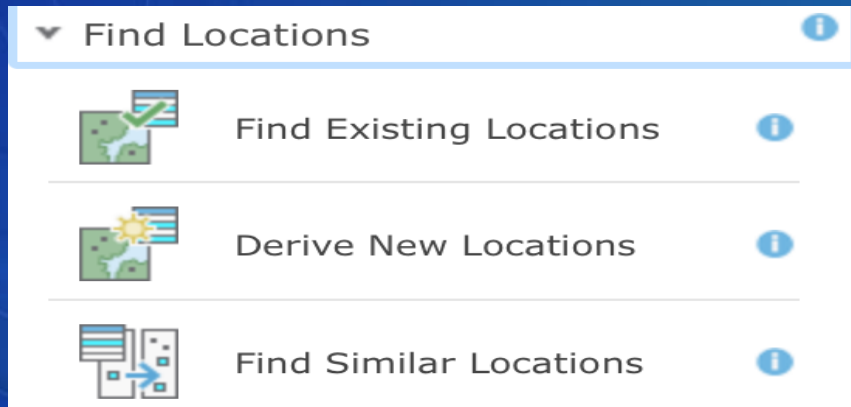 Find Locations
Find Existing Locations
Derive New Locations
Find Similar Locations